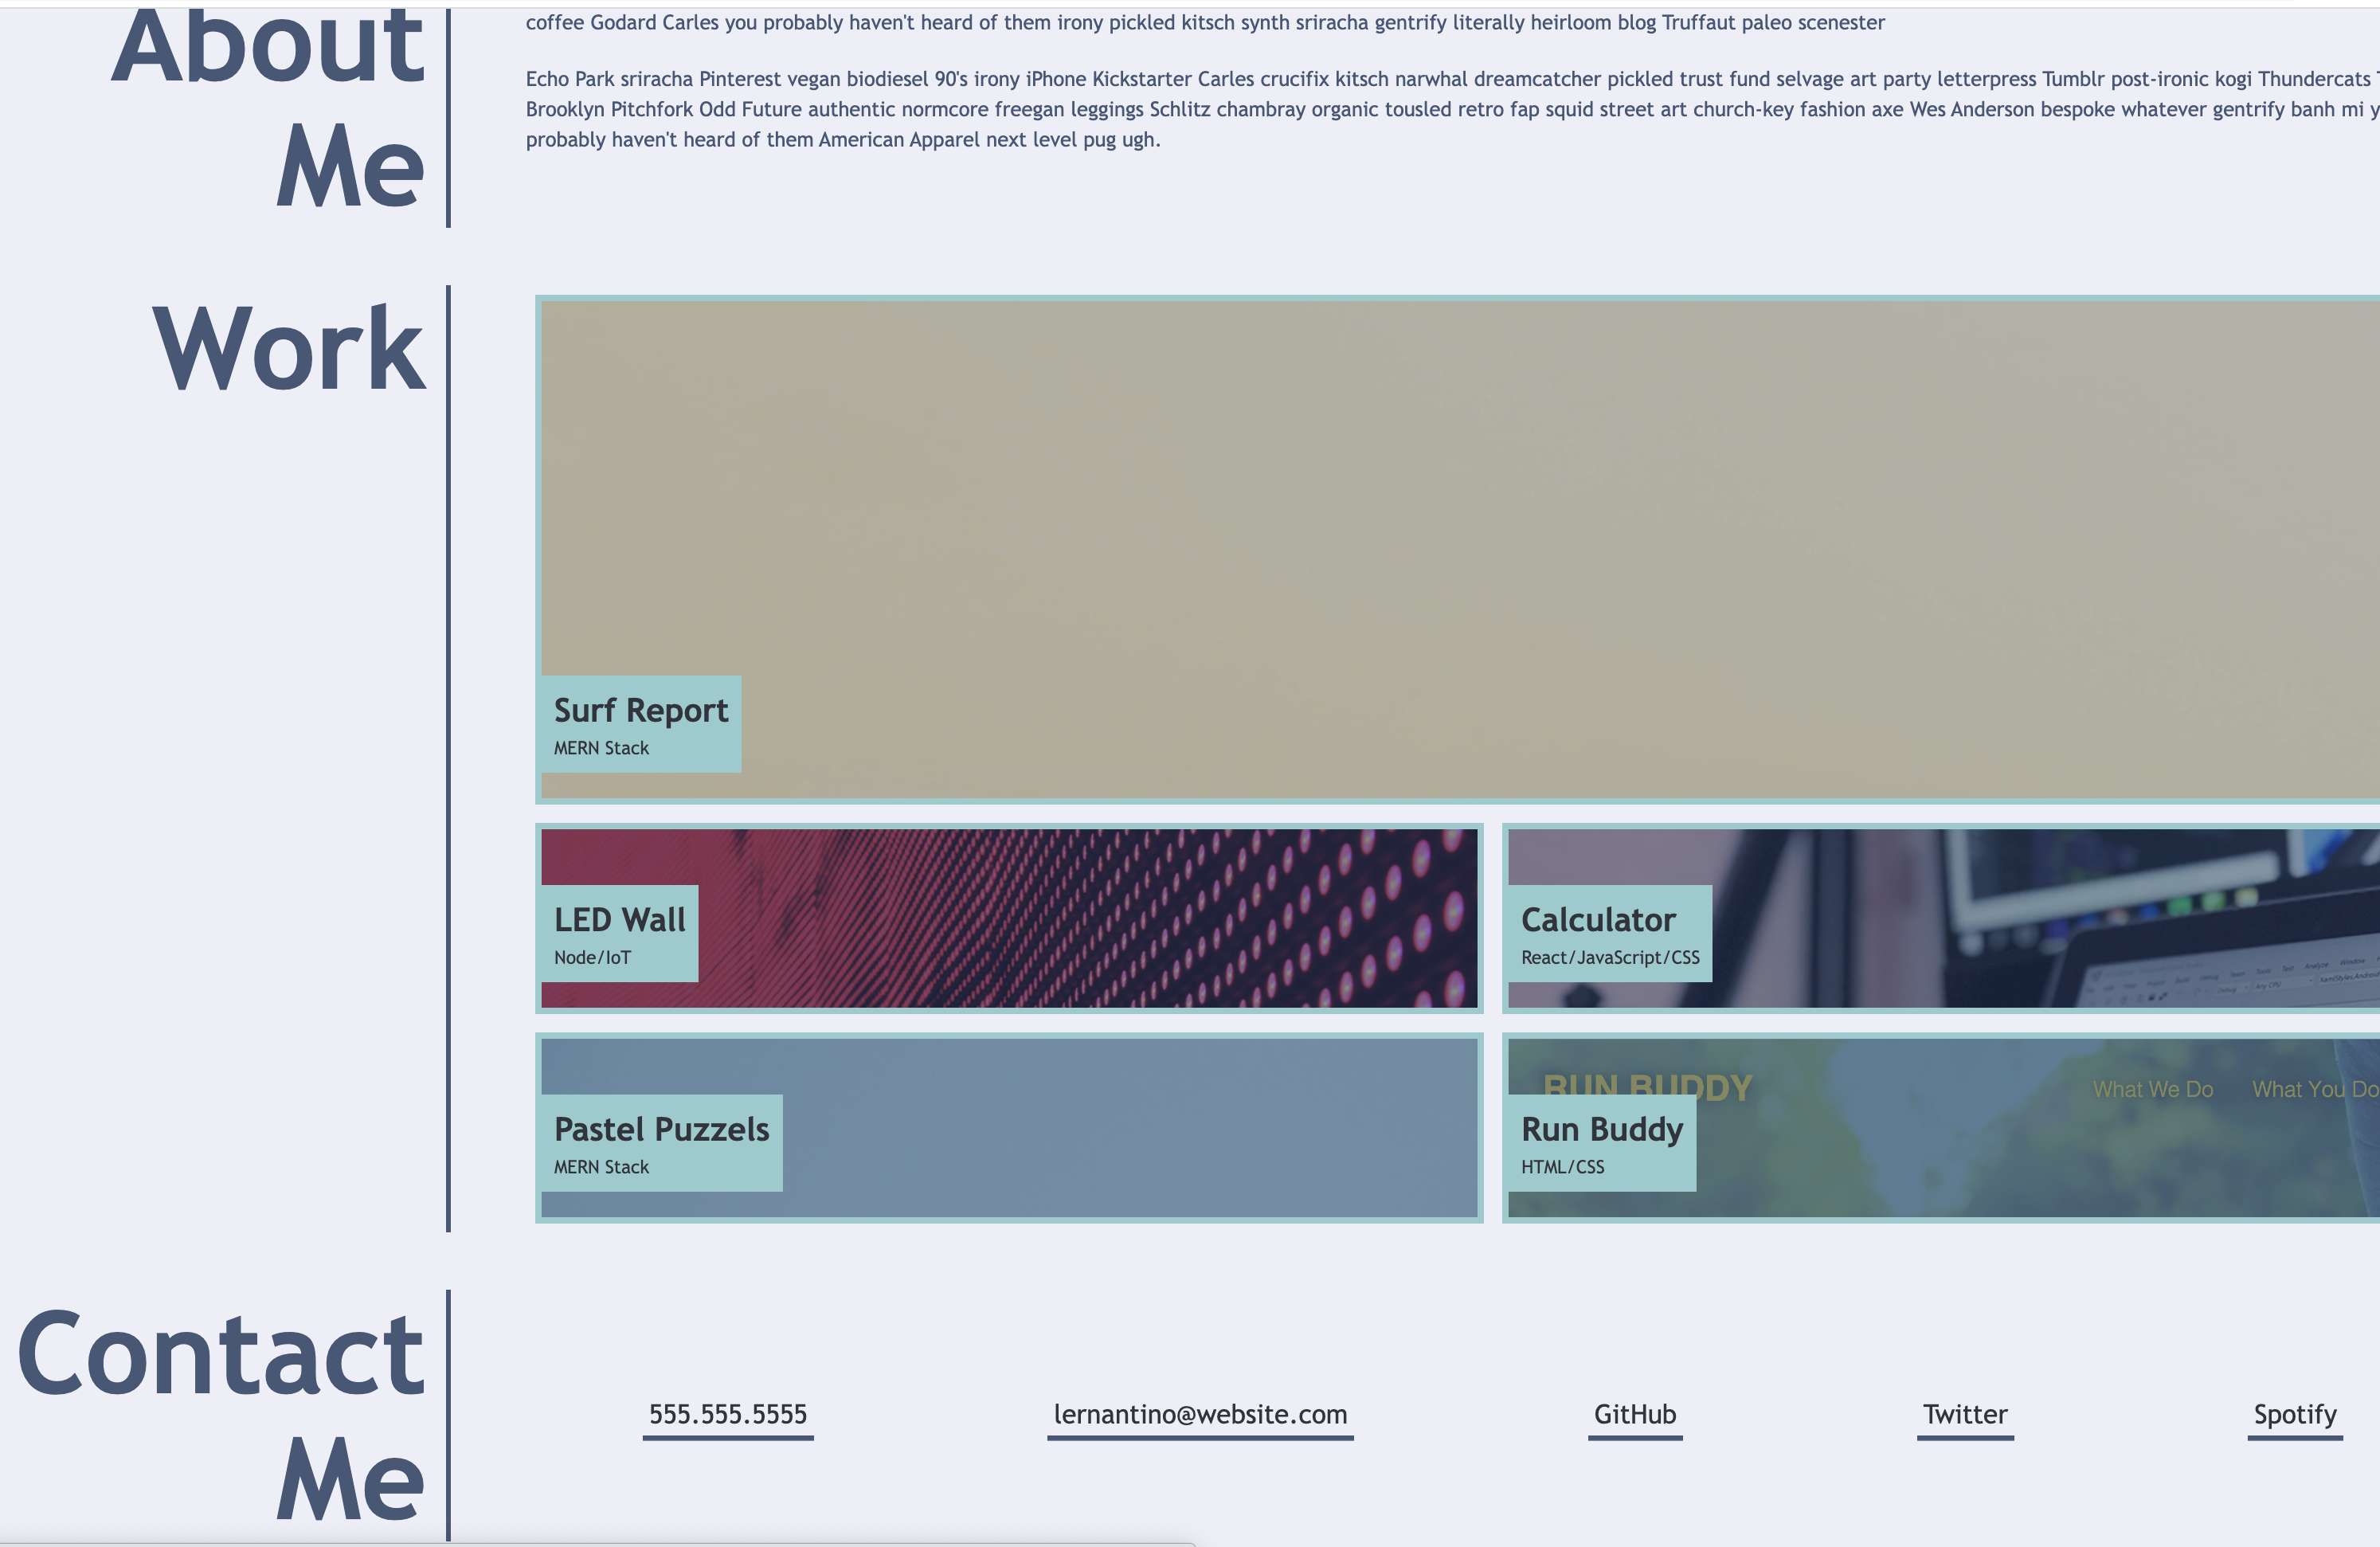 About
Me
coffee Godard Carles you probably haven't heard of them irony pickled kitsch synth sriracha gentrify literally heirloom blog Truffaut paleo scenester
Echo Park sriracha Pinterest vegan biodiesel 90's irony iPhone Kickstarter Carles crucifix kitsch narwhal dreamcatcher pickled trust fund selvage art party letterpress Tumblr post-ironic kogi Thundercats
Brooklyn Pitchfork Odd Future authentic normcore freegan leggings Schlitz chambray organic tousled retro fap squid street art church-key fashion axe Wes Anderson bespoke whatever gentrify banh mi
probably haven't heard of them American Apparel next level pug ugh.
Work
Surf Report
MERN Stack
LED Wall
Node/IoT
Calculator
React/JavaScript/CSS
Pastel Puzzels
MERN Stack
RUN BUDDY
What We Do What You Do
Run Buddy
HTML/CSS
Contact
Me
555.555.5555 lernantino@website.com GitHub Twitter Spotify